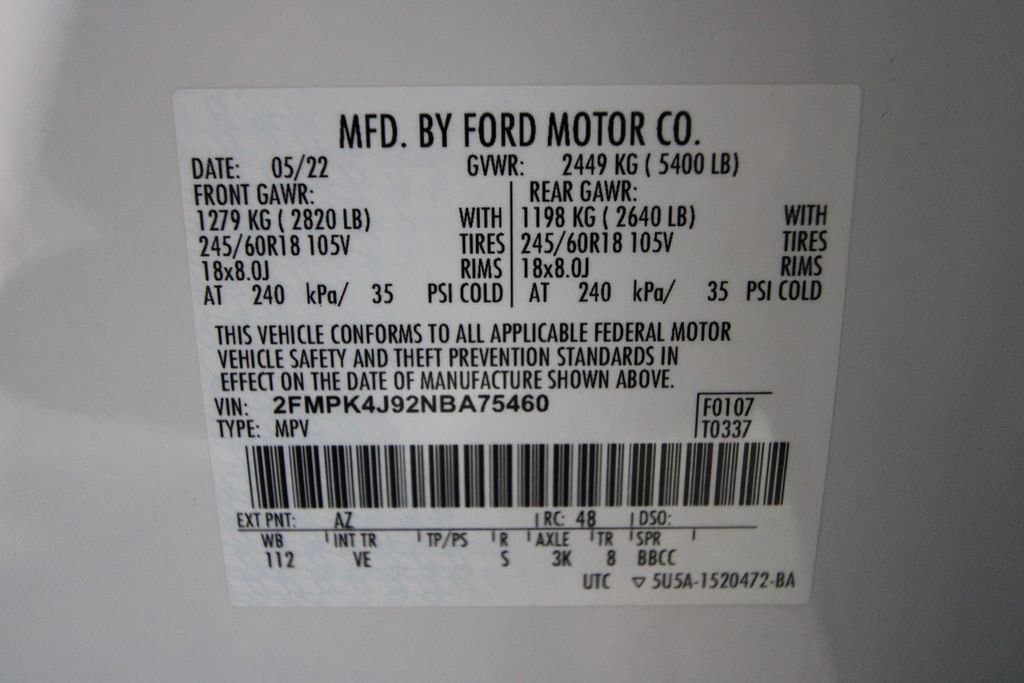 MFD. BY FORD MOTOR CO.
DATE: 05/22 GVWR: 2449 KG ( 5400 LB)
FRONT GAWR: REAR GAWR:
1279 KG ( 2820 LB) WITH 1198 KG ( 2640 LB) WITH
245/60R18 105V TIRES 245/60R18 105V TIRES
18x8.0J RIMS 18x8.0J RIMS
AT 240 kPa/ 35 PSI COLD AT 240 kPa/ 35 PSI COLD
THIS VEHICLE CONFORMS TO ALL APPLICABLE FEDERAL MOTOR
VEHICLE SAFETY AND THEFT PREVENTION STANDARDS IN
EFFECT ON THE DATE OF MANUFACTURE SHOWN ABOVE.
VIN: 2FMPK4J92NBA75460 F0107
TYPE: MPV T0337
EXT PNT: AZ RC: 48 DSO:
WB INT TR TP/PS R AXLE TR SPR
112 VE S 3K 8 BBCC
UTC ▽ 5U5A-1520472-BA